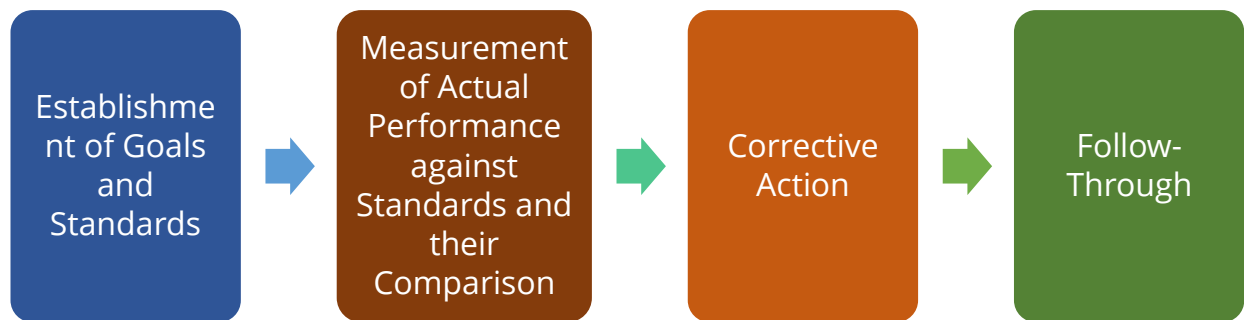 Establishme
nt of Goals
and
Standards
Measurement
of Actual
Performance
against
Standards and
their
Comparison
Corrective
Action
Follow-
Through